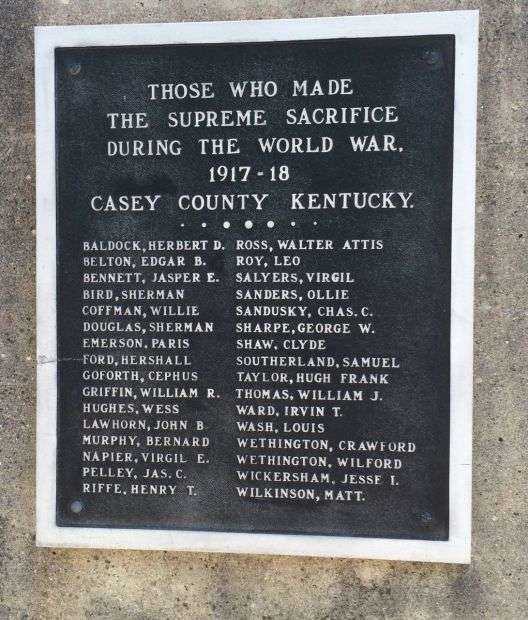 THOSE WHO MADE
THE SUPREME SACRIFICE
DURING THE WORLD WAR.
1917-18
CASEY COUNTY KENTUCKY.
BALDOCK, HERBERT D.
BELTON, EDGAR B.
BENNETT, JASPER E.
BIRD, SHERMAN
COFFMAN, WILLIE
DOUGLAS, SHERMAN
EMERSON, PARIS
FORD, HERSHALL
GOFORTH, CEPHUS
GRIFFIN, WILLIAM R.
HUGHES, WESS
LAWHORN, JOHN B
MURPHY, BERNARD
NAPIER, VIRGIL E.
PELLEY, JAS. C.
RIFFE, HENRY T.
ROSS, WALTER ATTIS
ROY, LEO
SALYERS, VIRGIL
SANDERS, OLLIE
SANDUSKY, CHAS. C.
SHARPE, GEORGE W.
SHAW, CLYDE
SOUTHERLAND, SAMUEL
TAYLOR, HUGH FRANK
THOMAS, WILLIAM J.
WARD, IRVIN T.
WASH, LOUIS
WETHINGTON, CRAWFORD
WETHINGTON, WILFORD
WICKERSHAM, JESSE I.
WILKINSON, MATT.